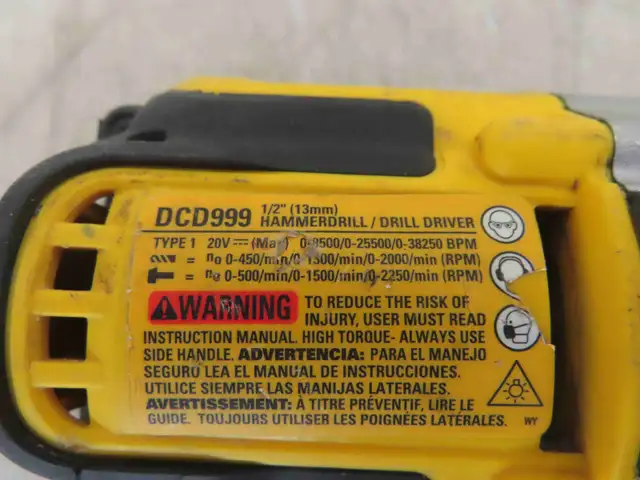 DCD999 1/2" (13mm)
HAMMERDRILL / DRILL DRIVER
TYPE 1 20V (Max) 0-8500/0-25500/0-38250 BPM
= n0 0-450/min/0-1300/min/0-2000/min (RPM)
= n0 0-500/min/0-1500/min/0-2250/min (RPM)
WARNING TO REDUCE THE RISK OF
INJURY, USER MUST READ
INSTRUCTION MANUAL. HIGH TORQUE- ALWAYS USE
SIDE HANDLE. ADVERTENCIA: PARA EL MANEJO
SEGURO LEA EL MANUAL DE INSTRUCCIONES.
UTILICE SIEMPRE LAS MANIJAS LATERALES.
AVERTISSEMENT: À TITRE PRÉVENTIF, LIRE LE
GUIDE. TOUJOURS UTILISER LES POIGNÉES LATÉRALES. WY